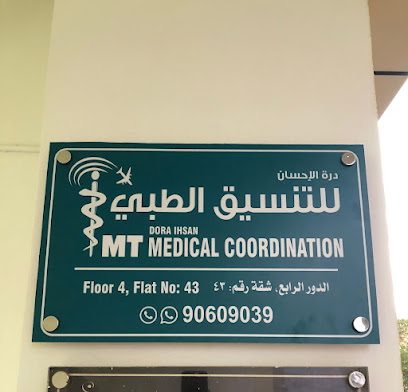 درة الإحسان
للتنسيق الطبي
DORA IHSAN
MT MEDICAL COORDINATION
Floor 4, Flat No: 43 الدور الرابع، شقة رقم: ٤٣
90609039